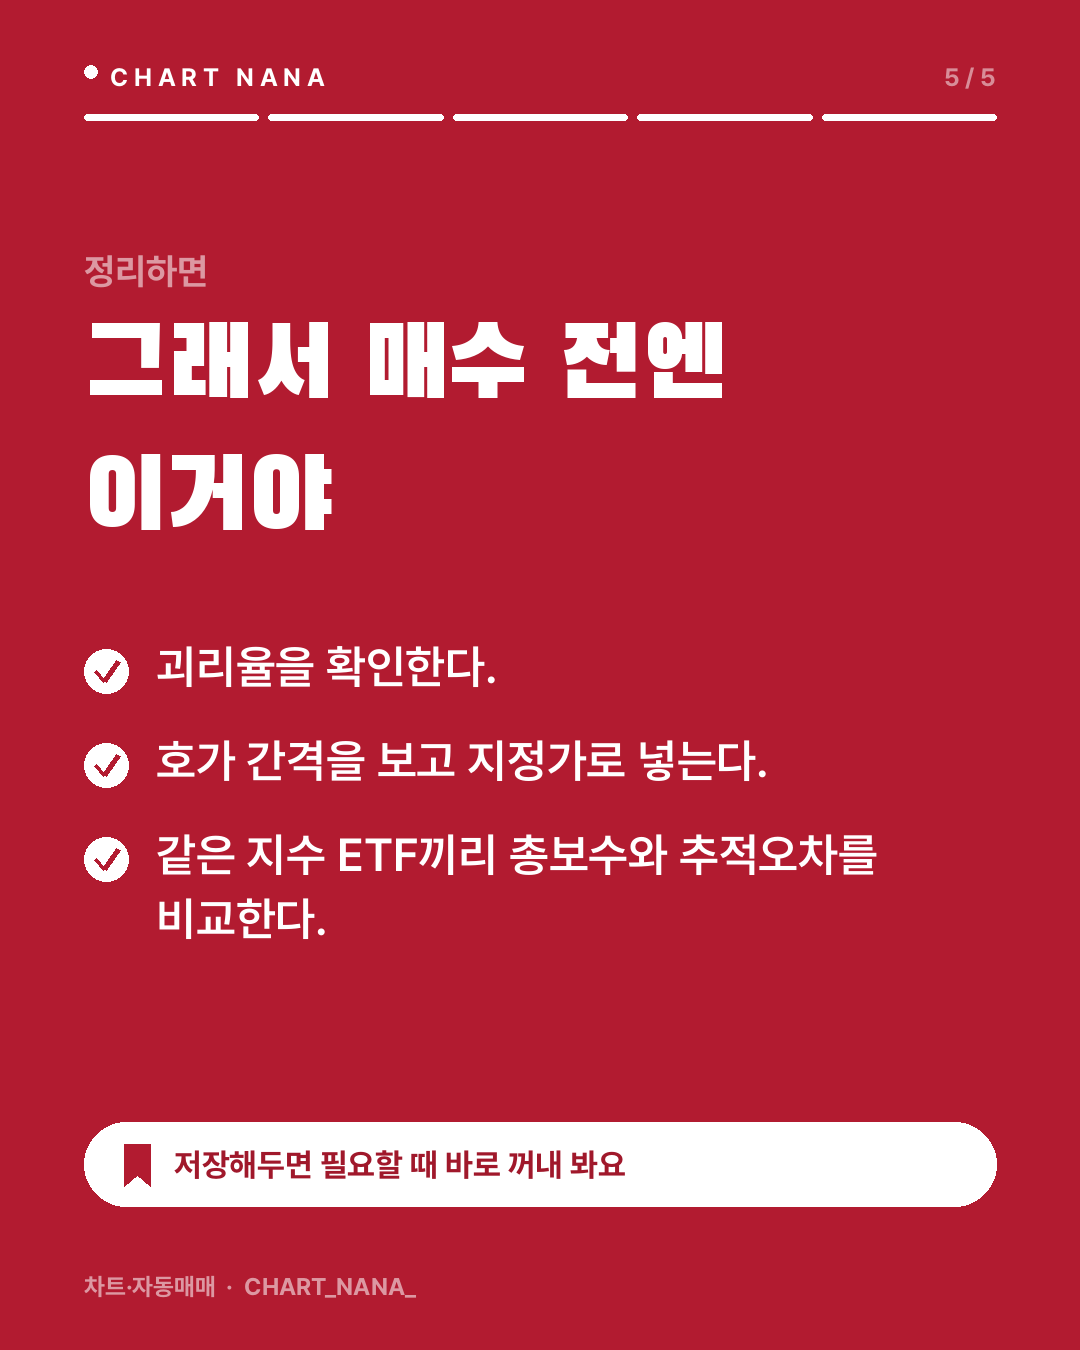 CHART NANA
5 / 5
정리하면
그래서 매수 전엔
이거야
괴리율을 확인한다.
호가 간격을 보고 지정가로 넣는다.
같은 지수 ETF끼리 총보수와 추적오차를
비교한다.
저장해두면 필요할 때 바로 꺼내 봐요
차트·자동매매 · CHART_NANA_